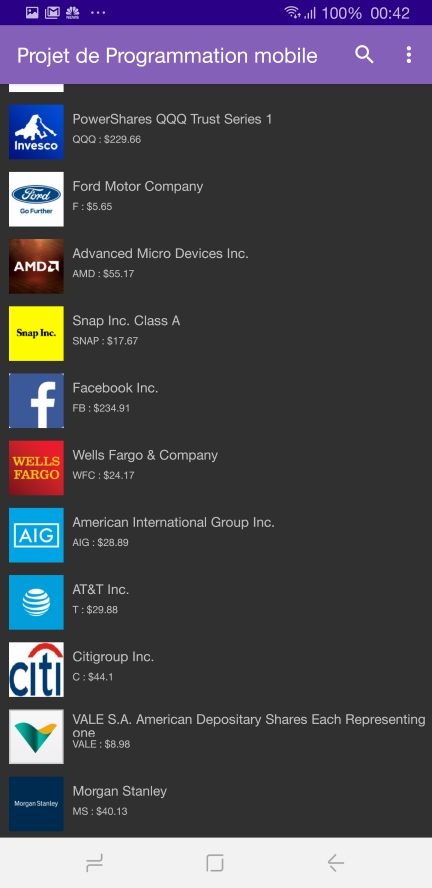 NEWS
100% 00:42
Projet de Programmation mobile
Invesco
PowerShares QQQ Trust Series 1
QQQ : $229.66
Ford
Go Further
Ford Motor Company
F : $5.65
AMD
Advanced Micro Devices Inc.
AMD : $55.17
Snap Inc.
Snap Inc. Class A
SNAP : $17.67
f
Facebook Inc.
FB : $234.91
WELLS
FARGO
Wells Fargo & Company
WFC : $24.17
AIG
American International Group Inc.
AIG : $28.89
AT&T Inc.
T : $29.88
citi
Citigroup Inc.
C : $44.1
VALE S.A. American Depositary Shares Each Representing
one
VALE : $8.98
Morgan Stanley
Morgan Stanley
MS : $40.13